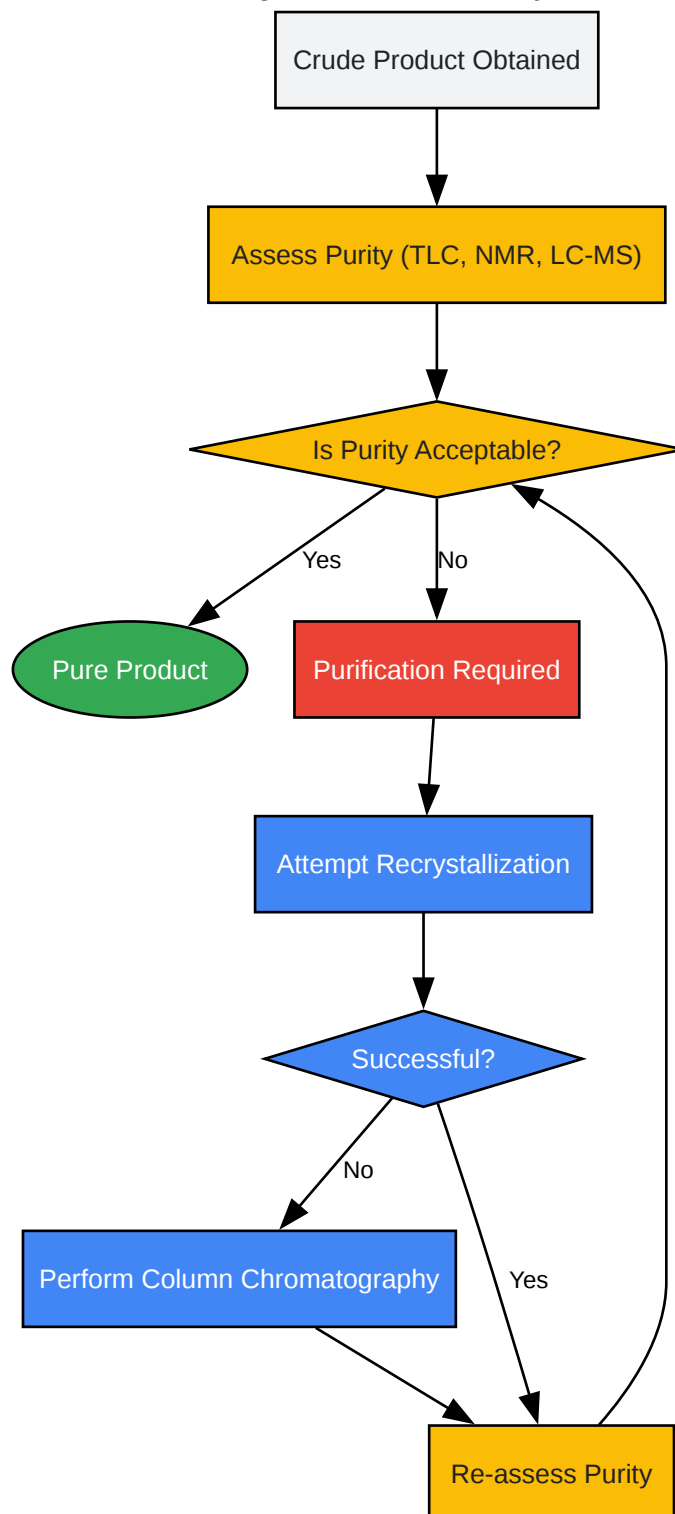 Crude Product Obtained
Assess Purity (TLC, NMR, LC-MS)
Is Purity Acceptable?
Yes
No
Pure Product
Purification Required
Attempt Recrystallization
Successful?
No
Perform Column Chromatography
Yes
Re-assess Purity